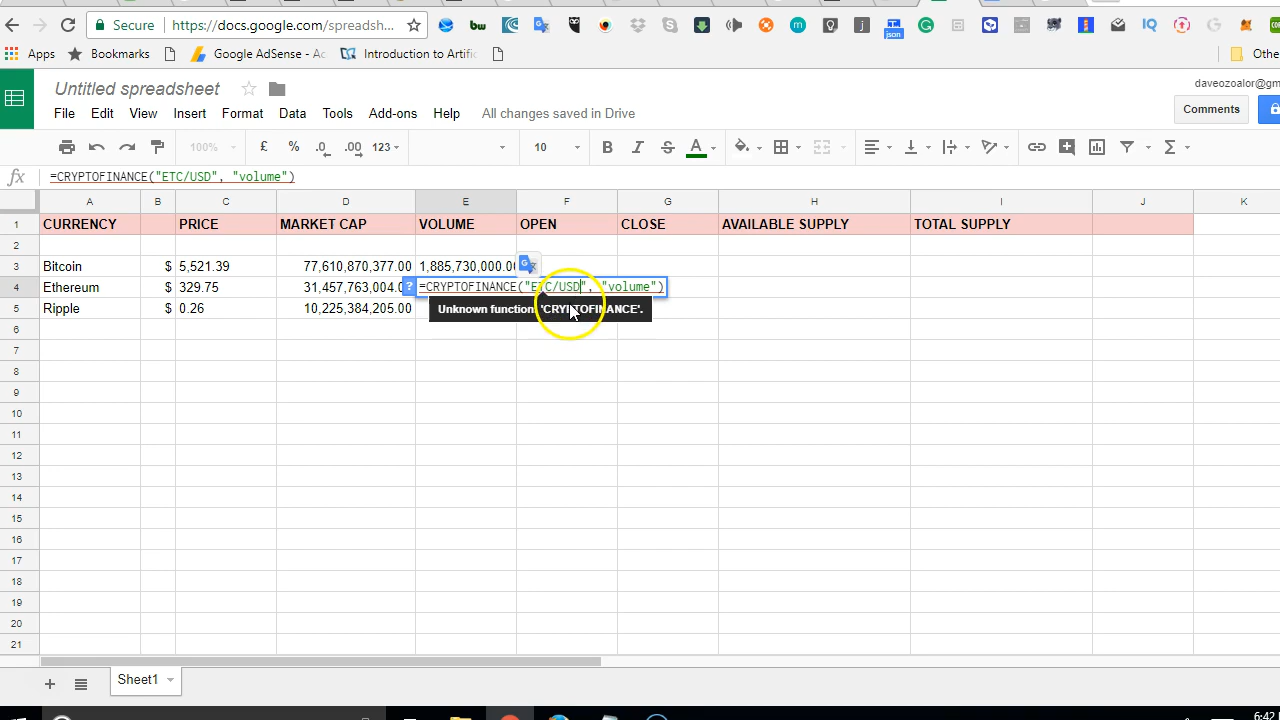 Secure https://docs.google.com/spreadsh...
Apps Bookmarks Google AdSense - Ac Introduction to Artific Othe
Untitled spreadsheet
daveozoalor@gm
File Edit View Insert Format Data Tools Add-ons Help All changes saved in Drive
Comments
100% £ % .0 .00 123 10 B I S A Σ
fx =CRYPTOFINANCE("ETC/USD", "volume")
A B C D E F G H I J K
1 CURRENCY PRICE MARKET CAP VOLUME OPEN CLOSE AVAILABLE SUPPLY TOTAL SUPPLY
2
3 Bitcoin $ 5,521.39 77,610,870,377.00 1,885,730,000.00
4 Ethereum $ 329.75 31,457,763,004.0 ? =CRYPTOFINANCE("ETC/USD", "volume")
5 Ripple $ 0.26 10,225,384,205.00 Unknown function: 'CRYPTOFINANCE'.
6
7
8
9
10
11
12
13
14
15
16
17
18
19
20
21
+ Sheet1
6:42